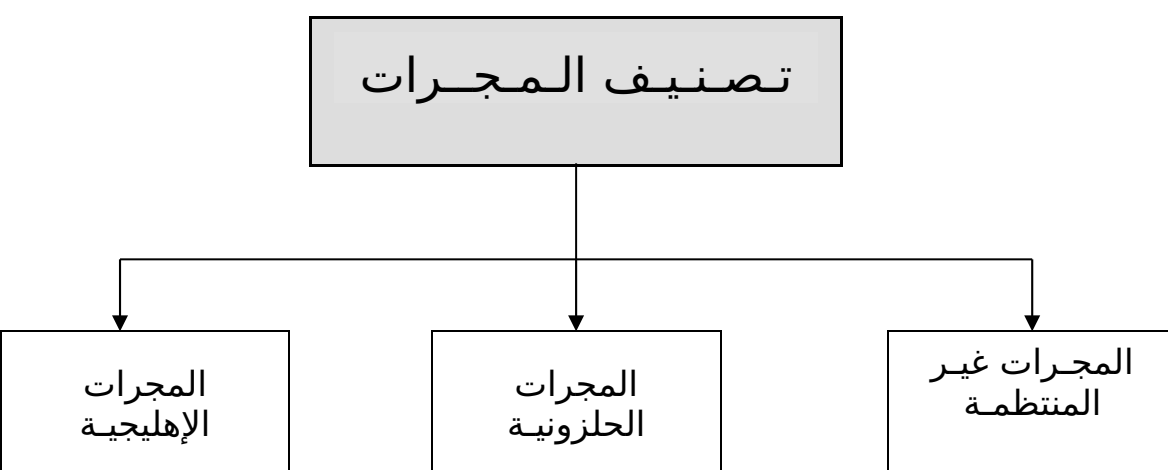 تـصـنـيـف الـمـجــرات
المجـرات غيـر
المنتظمـة
المجرات
الحلزونيـة
المجرات
الإهليجيـة